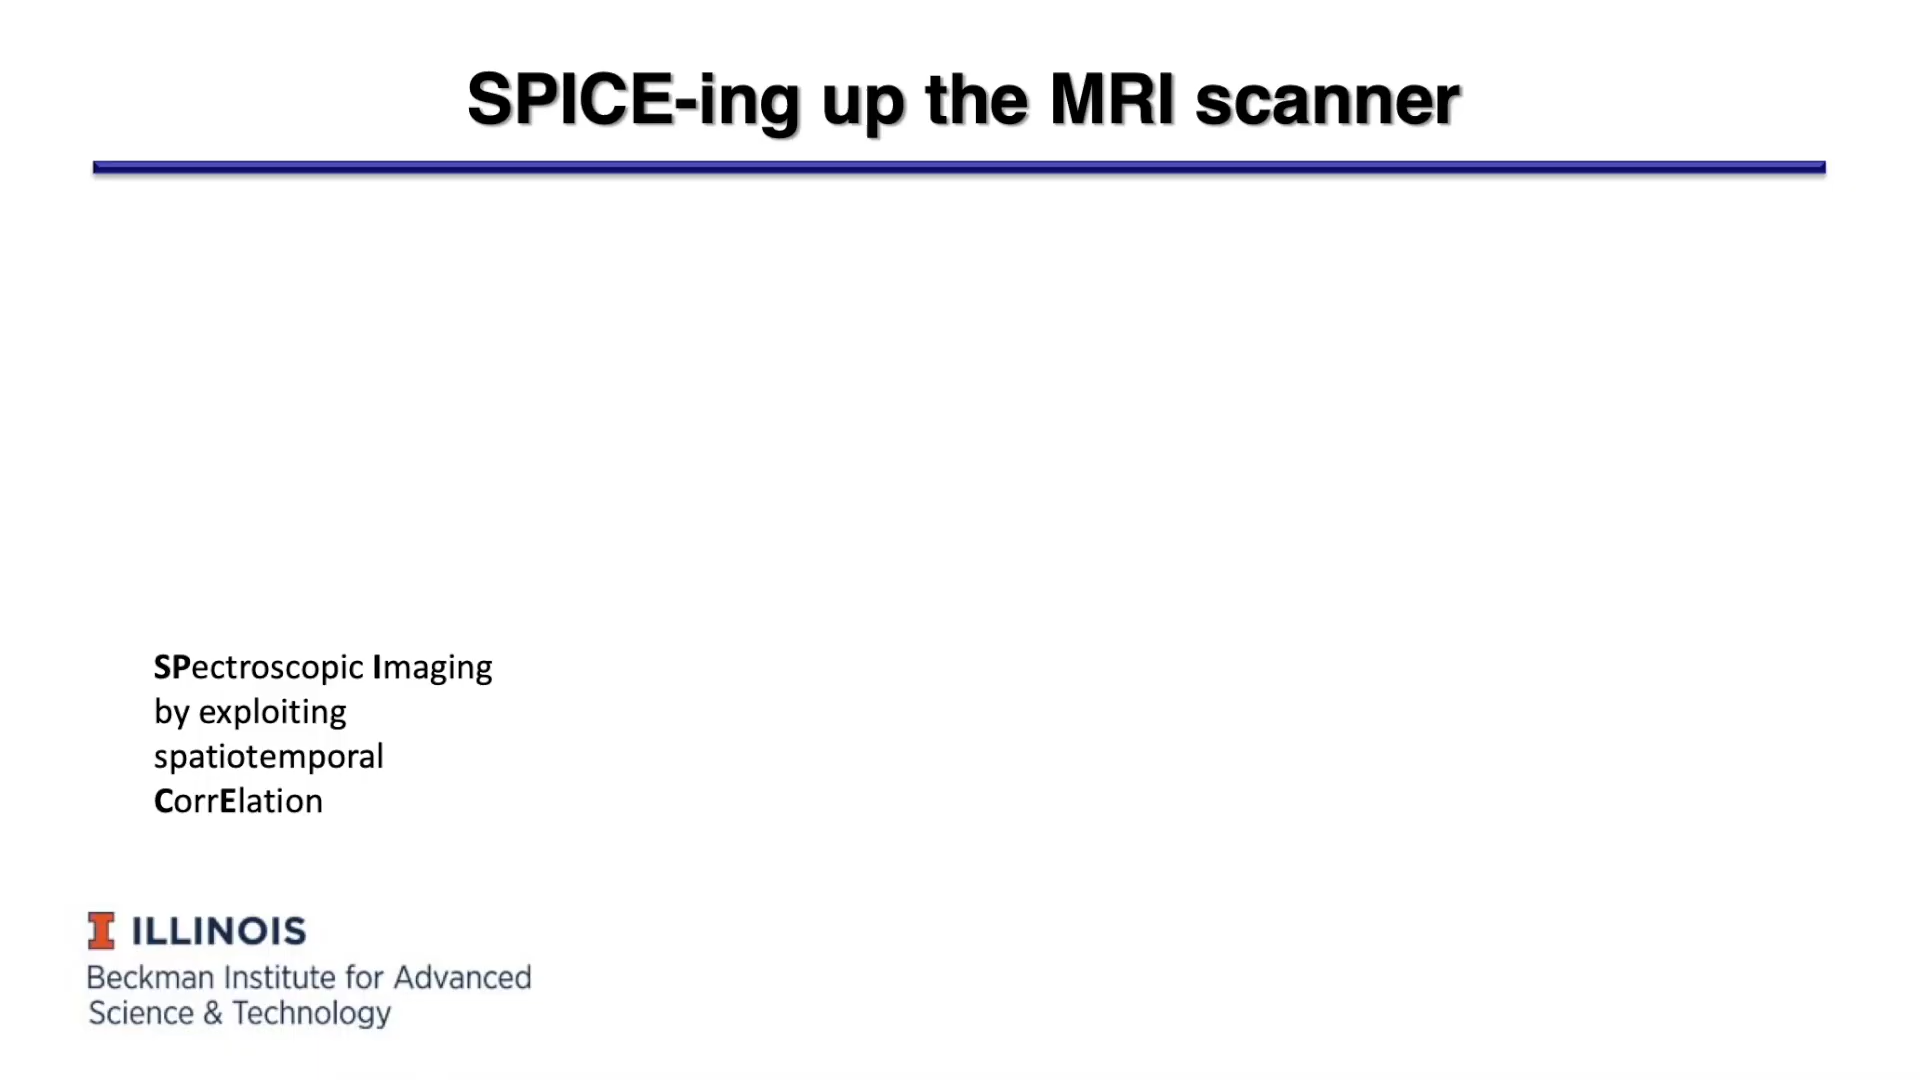 SPICE-ing up the MRI scanner
SPectroscopic Imaging
by exploiting
spatiotemporal
CorrElation
I ILLINOIS
Beckman Institute for Advanced
Science & Technology